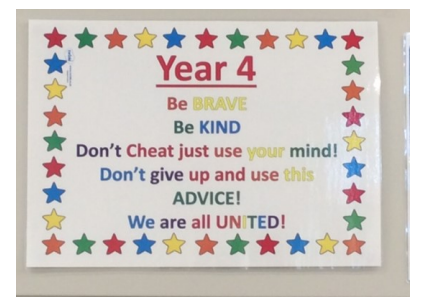 Year 4
Be BRAVE
Be KIND
Don't Cheat just use your mind!
Don't give up and use this
ADVICE!
We are all UNITED!